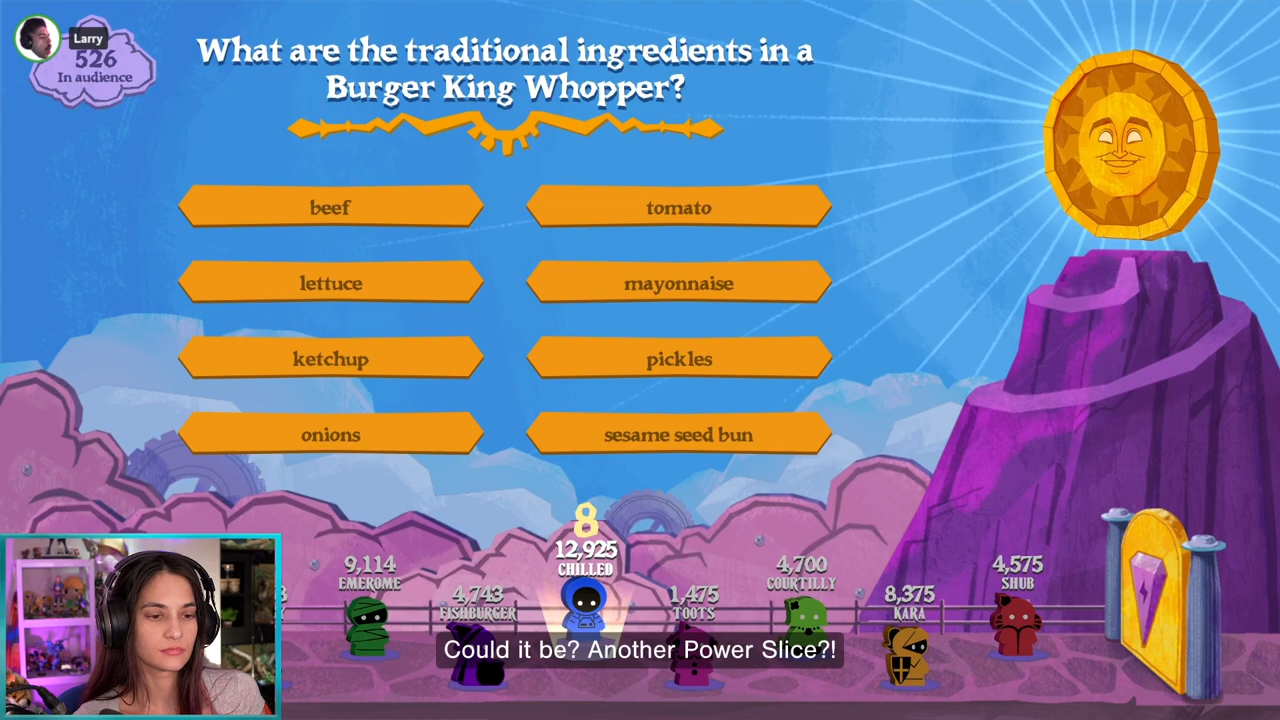 Larry
526
In audience
What are the traditional ingredients in a
Burger King Whopper?
beef
tomato
lettuce
mayonnaise
ketchup
pickles
onions
sesame seed bun
8
12,925
CHILLED
9,114
EMEROME
4,743
FISHBURGER
1,475
TOOTS
4,700
COURTILLY
8,375
KARA
4,575
SHUB
Could it be? Another Power Slice?!